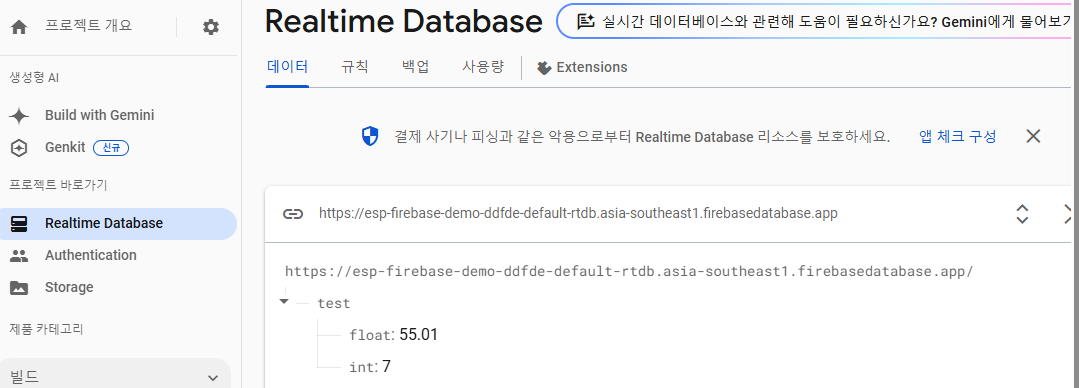 프로젝트 개요
생성형 AI
Build with Gemini
Genkit 신규
프로젝트 바로가기
Realtime Database
Authentication
Storage
제품 카테고리
빌드
Realtime Database
실시간 데이터베이스와 관련해 도움이 필요하신가요? Gemini에게 물어보기
데이터 규칙 백업 사용량 Extensions
결제 사기나 피싱과 같은 악용으로부터 Realtime Database 리소스를 보호하세요. 앱 체크 구성
https://esp-firebase-demo-ddfde-default-rtdb.asia-southeast1.firebasedatabase.app
https://esp-firebase-demo-ddfde-default-rtdb.asia-southeast1.firebasedatabase.app/
test
float: 55.01
int: 7